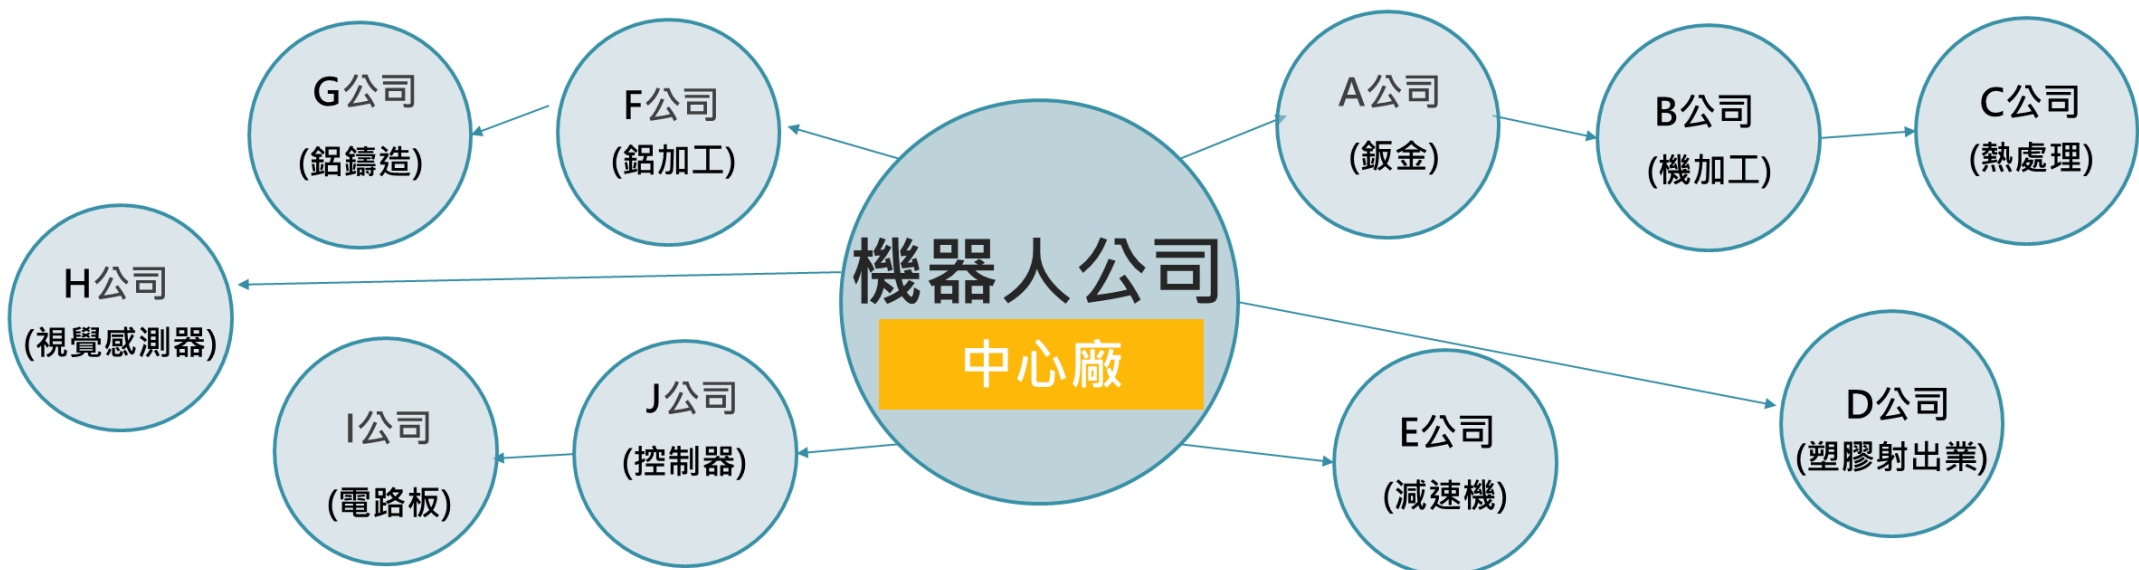 G公司
(鋁鑄造)
F公司
(鋁加工)
A公司
(鈑金)
B公司
(機加工)
C公司
(熱處理)
機器人公司
中心廠
H公司
(視覺感測器)
I公司
(電路板)
J公司
(控制器)
E公司
(減速機)
D公司
(塑膠射出業)